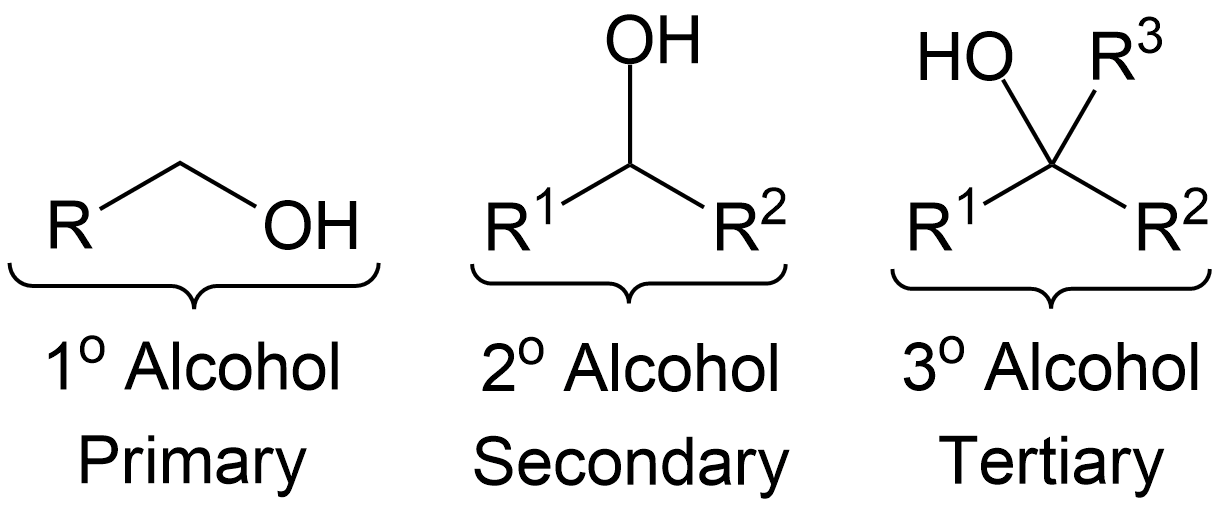 OH
HO R³
R OH
R¹ R²
R¹ R²
1º Alcohol
2º Alcohol
3º Alcohol
Primary
Secondary
Tertiary